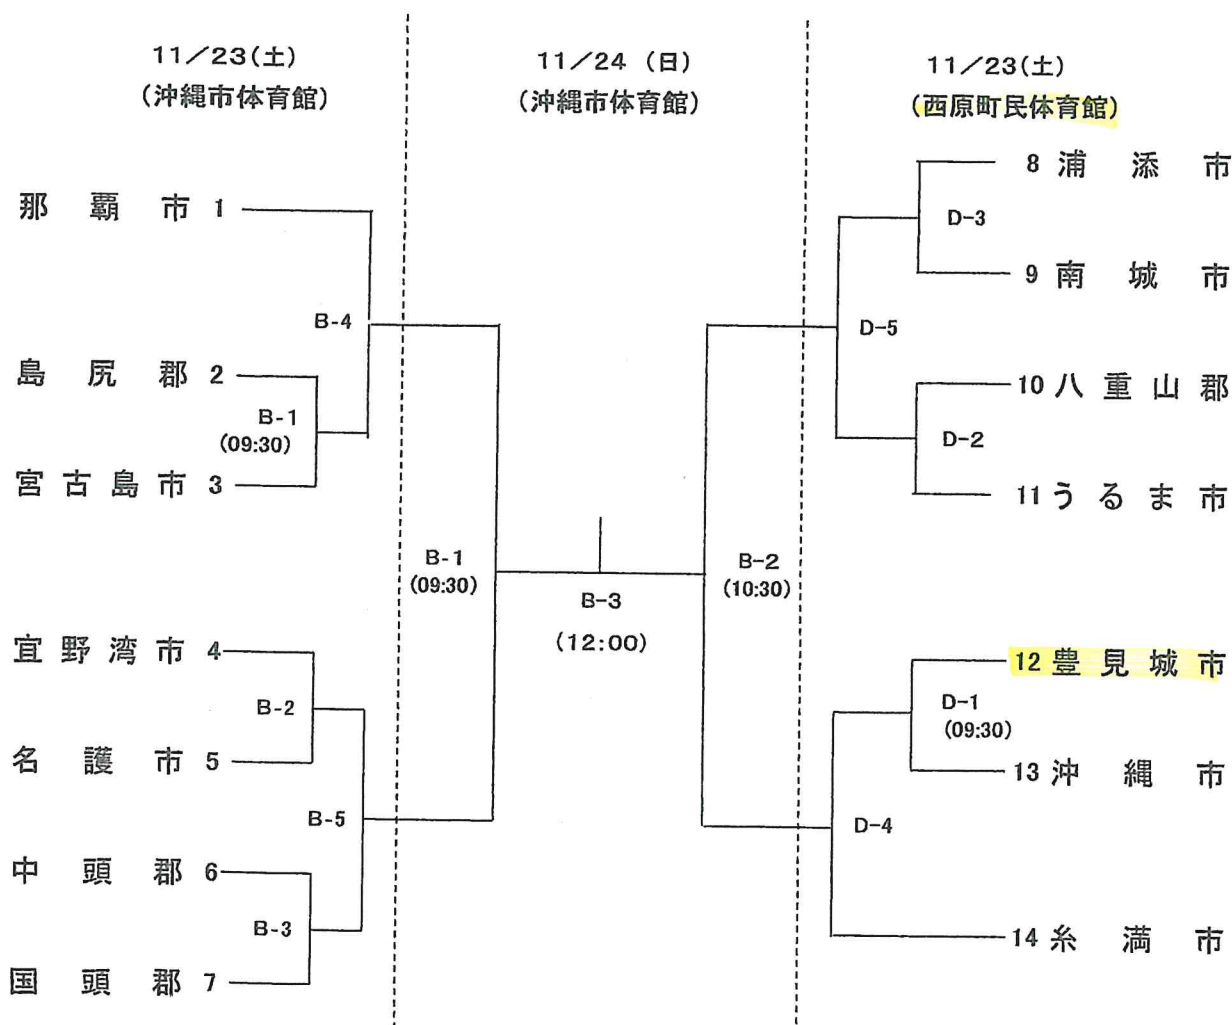 11/23(土)
(沖縄市体育館)
11/24 (日)
(沖縄市体育館)
11/23(土)
(西原町民体育館)
那覇市 1
島尻郡 2
宮古島市 3
宜野湾市 4
名護市 5
中頭郡 6
国頭郡 7
B-4
B-1
(09:30)
B-2
B-5
B-3
B-1
(09:30)
B-3
(12:00)
B-2
(10:30)
D-3
D-5
D-2
D-1
(09:30)
D-4
8 浦添市
9 南城市
10 八重山郡
11 うるま市
12 豊見城市
13 沖縄市
14 糸満市